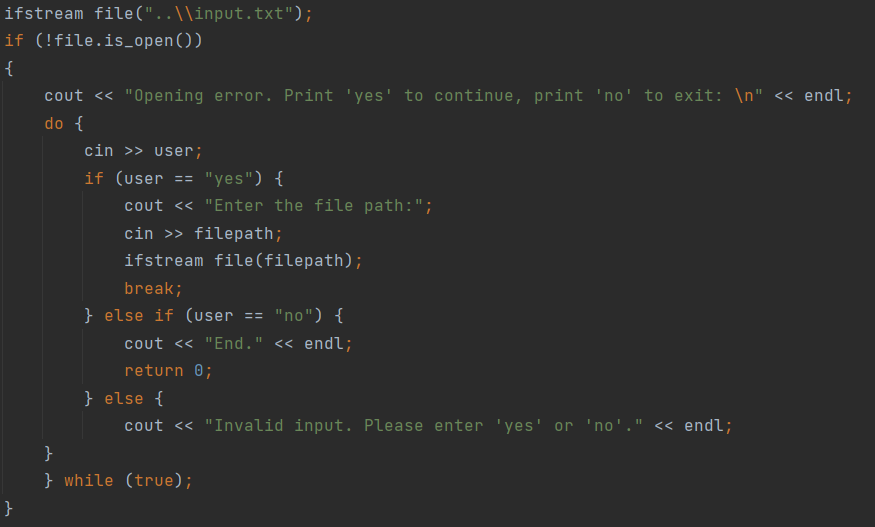 ifstream file("..\\input.txt");
if (!file.is_open())
{
    cout << "Opening error. Print 'yes' to continue, print 'no' to exit: \n" << endl;
    do {
        cin >> user;
        if (user == "yes") {
            cout << "Enter the file path:";
            cin >> filepath;
            ifstream file(filepath);
            break;
        } else if (user == "no") {
            cout << "End." << endl;
            return 0;
        } else {
            cout << "Invalid input. Please enter 'yes' or 'no'." << endl;
    }
    } while (true);
}